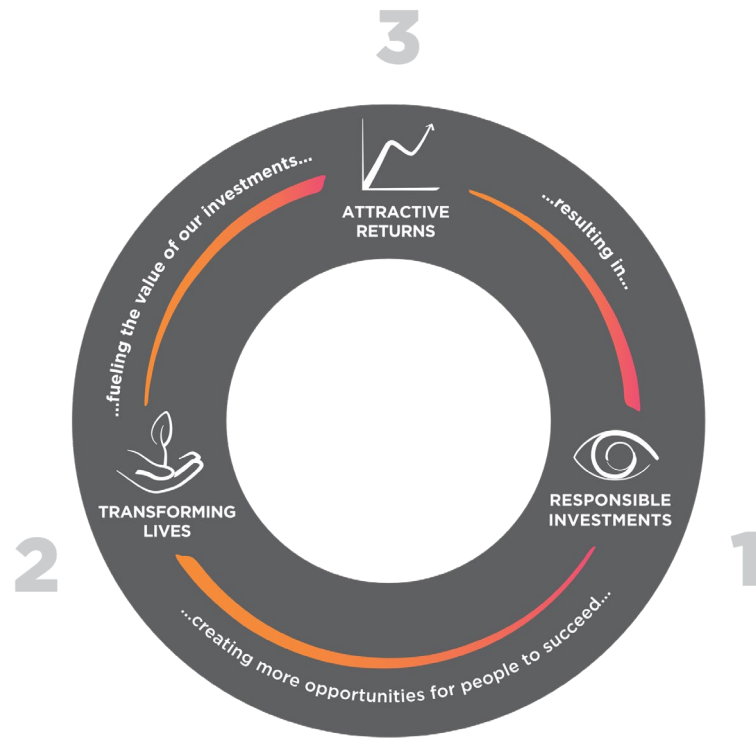 3
...fueling the value of our investments...
ATTRACTIVE
RETURNS
...resulting in...
TRANSFORMING
LIVES
RESPONSIBLE
INVESTMENTS
2
1
...creating more opportunities for people to succeed...